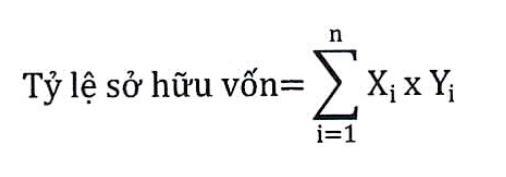 n
Tỷ lệ sở hữu vốn= ∑ Xᵢ x Yᵢ
i=1